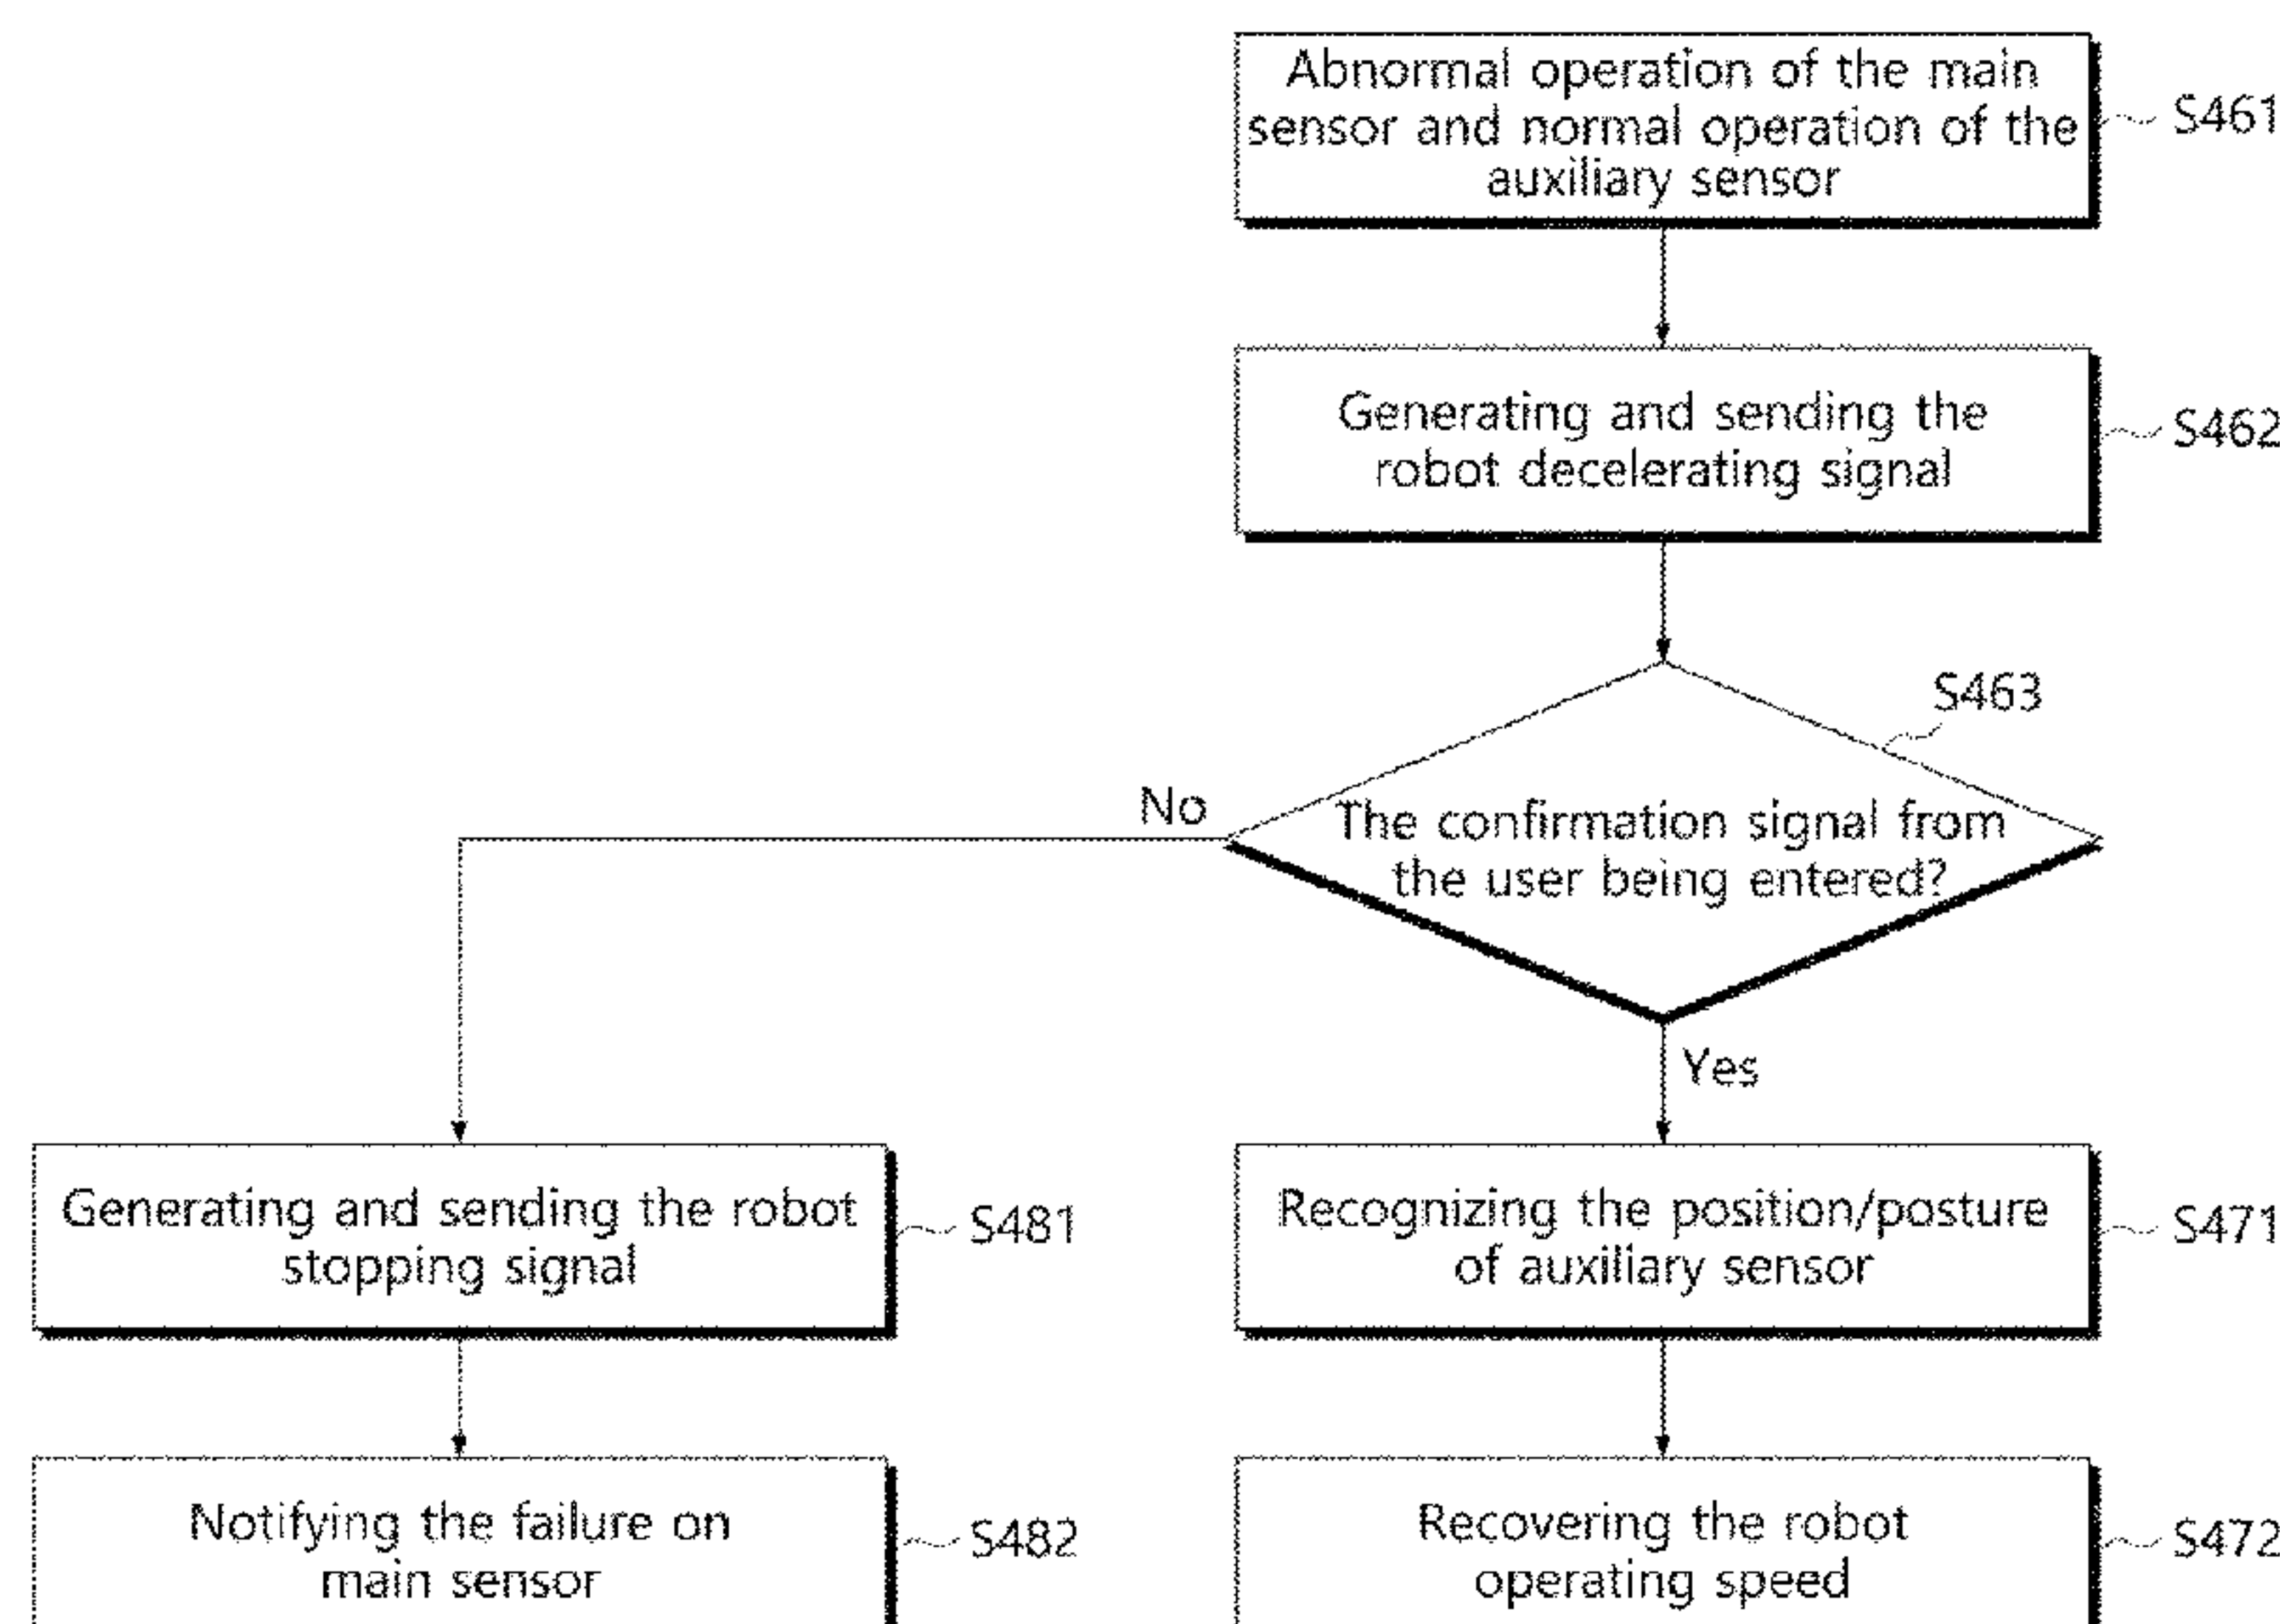 Abnormal operation of the main
sensor and normal operation of the
auxiliary sensor
S461
Generating and sending the
robot decelerating signal
S462
S463
The confirmation signal from
the user being entered?
No
Yes
Generating and sending the robot
stopping signal
S481
Recognizing the position/posture
of auxiliary sensor
S471
Notifying the failure on
main sensor
S482
Recovering the robot
operating speed
S472